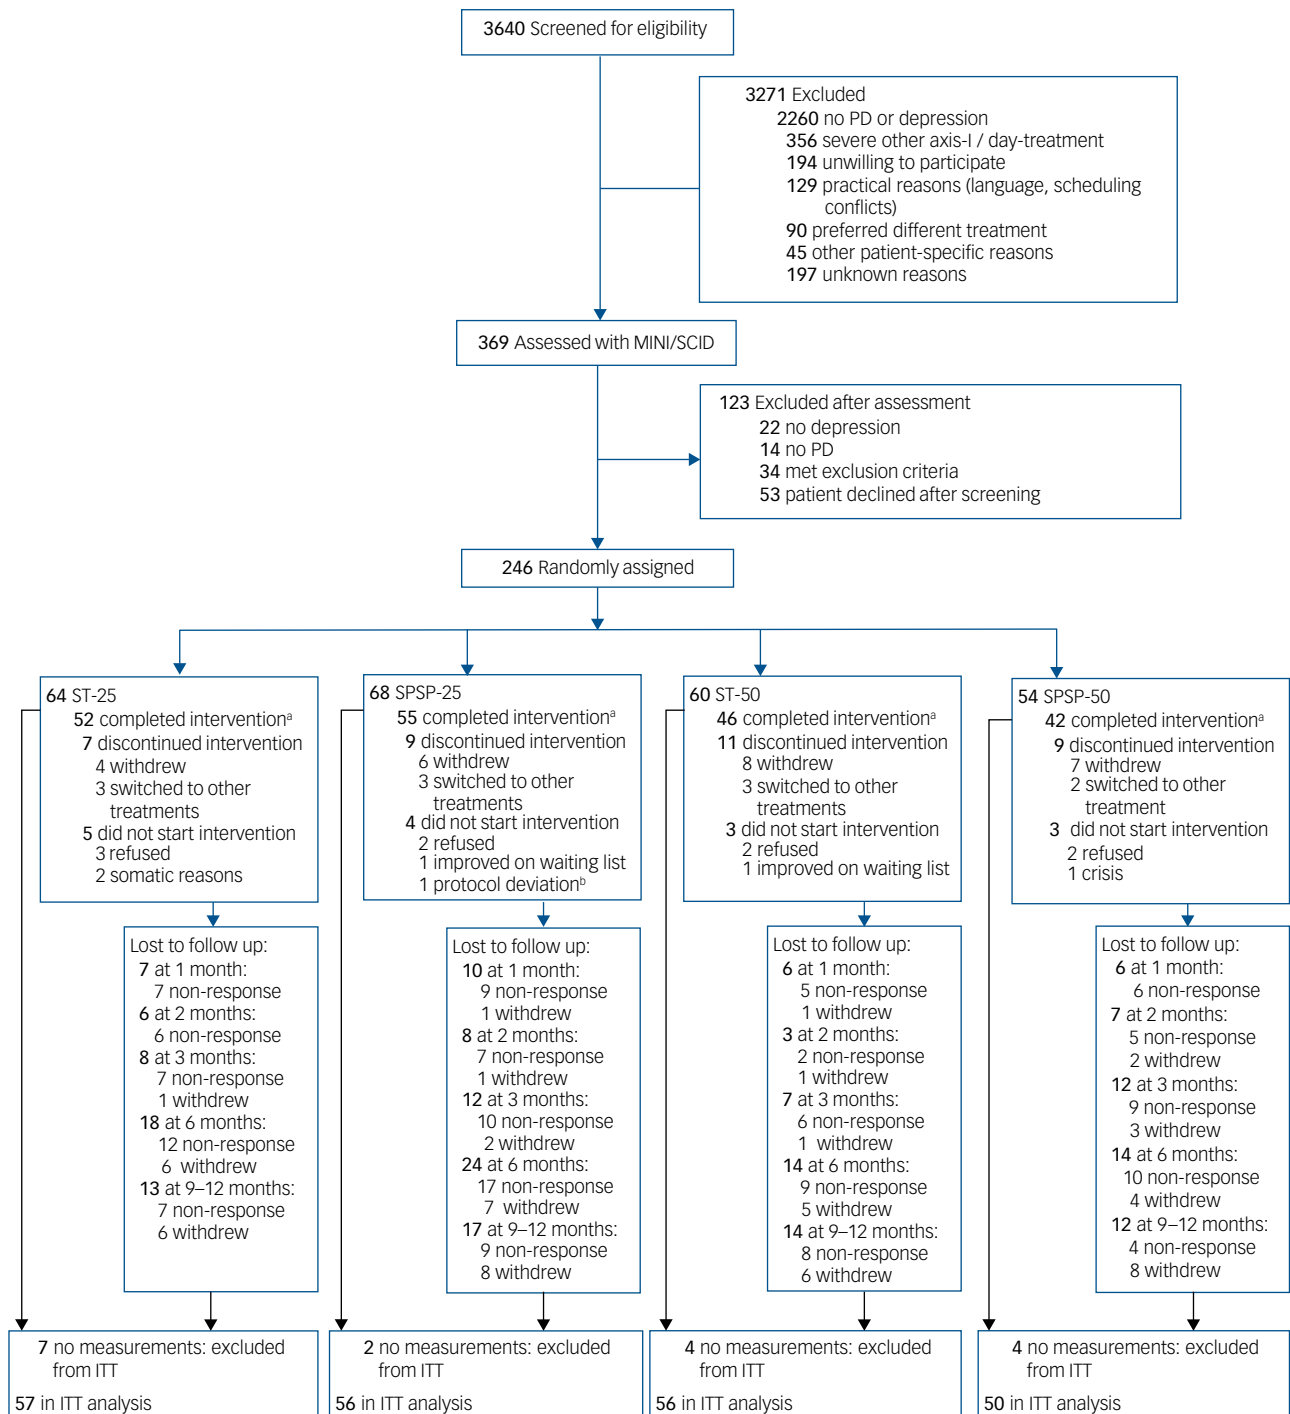 3640 Screened for eligibility
3271 Excluded
2260 no PD or depression
356 severe other axis-I / day-treatment
194 unwilling to participate
129 practical reasons (language, scheduling
conflicts)
90 preferred different treatment
45 other patient-specific reasons
197 unknown reasons
369 Assessed with MINI/SCID
123 Excluded after assessment
22 no depression
14 no PD
34 met exclusion criteria
53 patient declined after screening
246 Randomly assigned
64 ST-25
52 completed interventionᵃ
7 discontinued intervention
4 withdrew
3 switched to other
treatments
5 did not start intervention
3 refused
2 somatic reasons
68 SPSP-25
55 completed interventionᵃ
9 discontinued intervention
6 withdrew
3 switched to other
treatments
4 did not start intervention
2 refused
1 improved on waiting list
1 protocol deviationᵇ
60 ST-50
46 completed interventionᵃ
11 discontinued intervention
8 withdrew
3 switched to other
treatments
3 did not start intervention
2 refused
1 improved on waiting list
54 SPSP-50
42 completed interventionᵃ
9 discontinued intervention
7 withdrew
2 switched to other
treatment
3 did not start intervention
2 refused
1 crisis
Lost to follow up:
7 at 1 month:
7 non-response
6 at 2 months:
6 non-response
8 at 3 months:
7 non-response
1 withdrew
18 at 6 months:
12 non-response
6 withdrew
13 at 9–12 months:
7 non-response
6 withdrew
Lost to follow up:
10 at 1 month:
9 non-response
1 withdrew
8 at 2 months:
7 non-response
1 withdrew
12 at 3 months:
10 non-response
2 withdrew
24 at 6 months:
17 non-response
7 withdrew
17 at 9–12 months:
9 non-response
8 withdrew
Lost to follow up:
6 at 1 month:
5 non-response
1 withdrew
3 at 2 months:
2 non-response
1 withdrew
7 at 3 months:
6 non-response
1 withdrew
14 at 6 months:
9 non-response
5 withdrew
14 at 9–12 months:
8 non-response
6 withdrew
Lost to follow up:
6 at 1 month:
6 non-response
7 at 2 months:
5 non-response
2 withdrew
12 at 3 months:
9 non-response
3 withdrew
14 at 6 months:
10 non-response
4 withdrew
12 at 9–12 months:
4 non-response
8 withdrew
7 no measurements: excluded
from ITT
57 in ITT analysis
2 no measurements: excluded
from ITT
56 in ITT analysis
4 no measurements: excluded
from ITT
56 in ITT analysis
4 no measurements: excluded
from ITT
50 in ITT analysis